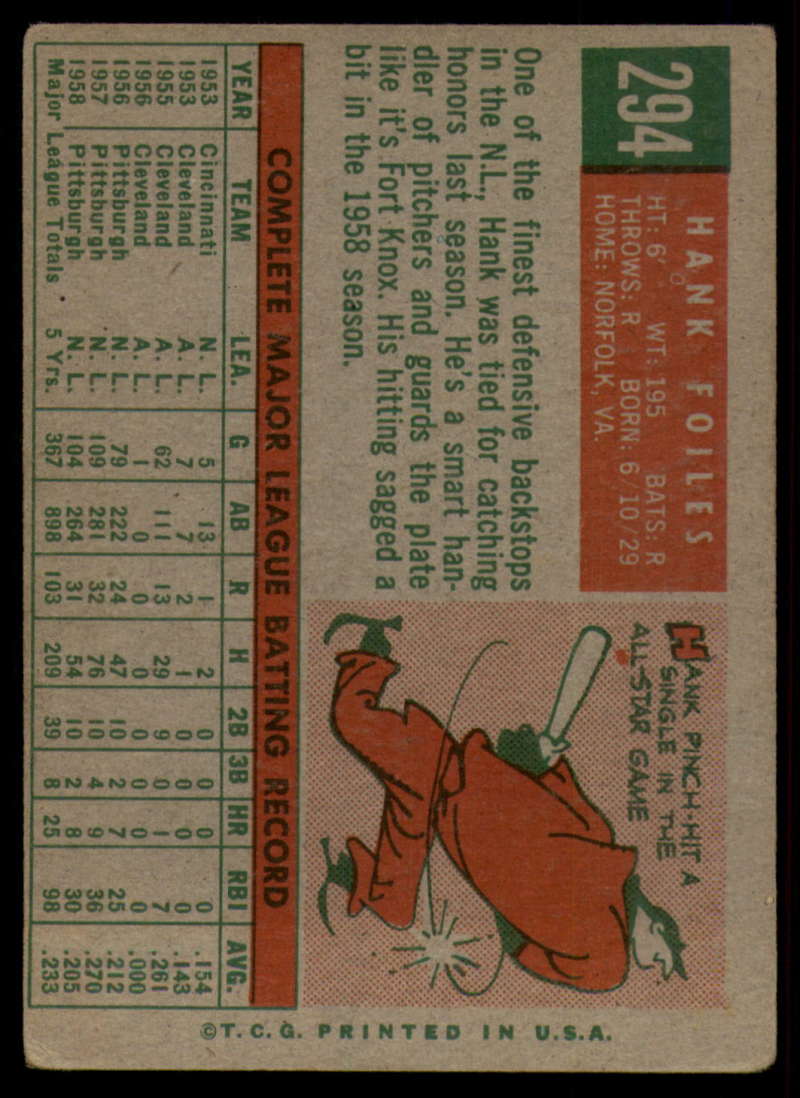 294
HANK FOILES
HT: 6' WT: 195 BATS: R
THROWS: R BORN: 6/10/29
HOME: NORFOLK, VA.
One of the finest defensive backstops
in the N.L., Hank was tied for catching
honors last season. He's a smart han-
dler of pitchers and guards the plate
like it's Fort Knox. His hitting sagged a
bit in the 1958 season.
HANK PINCH-HIT A
SINGLE IN THE
ALL-STAR GAME
COMPLETE MAJOR LEAGUE BATTING RECORD
YEAR TEAM LEA. G AB R H 2B 3B HR RBI AVG.
1953 Cincinnati N. L. 5 13 1 2 0 0 0 0 .154
1953 Cleveland A. L. 7 7 2 1 0 0 0 0 .143
1955 Cleveland A. L. 62 111 13 29 9 0 1 7 .261
1956 Cleveland A. L. 1 0 0 0 0 0 0 0 .000
1956 Pittsburgh N. L. 79 222 24 47 10 2 7 25 .212
1957 Pittsburgh N. L. 109 281 32 76 10 4 9 36 .270
1958 Pittsburgh N. L. 104 264 31 54 10 2 8 30 .205
Major League Totals 5 Yrs. 367 898 103 209 39 8 25 98 .233
©T.C.G. PRINTED IN U.S.A.